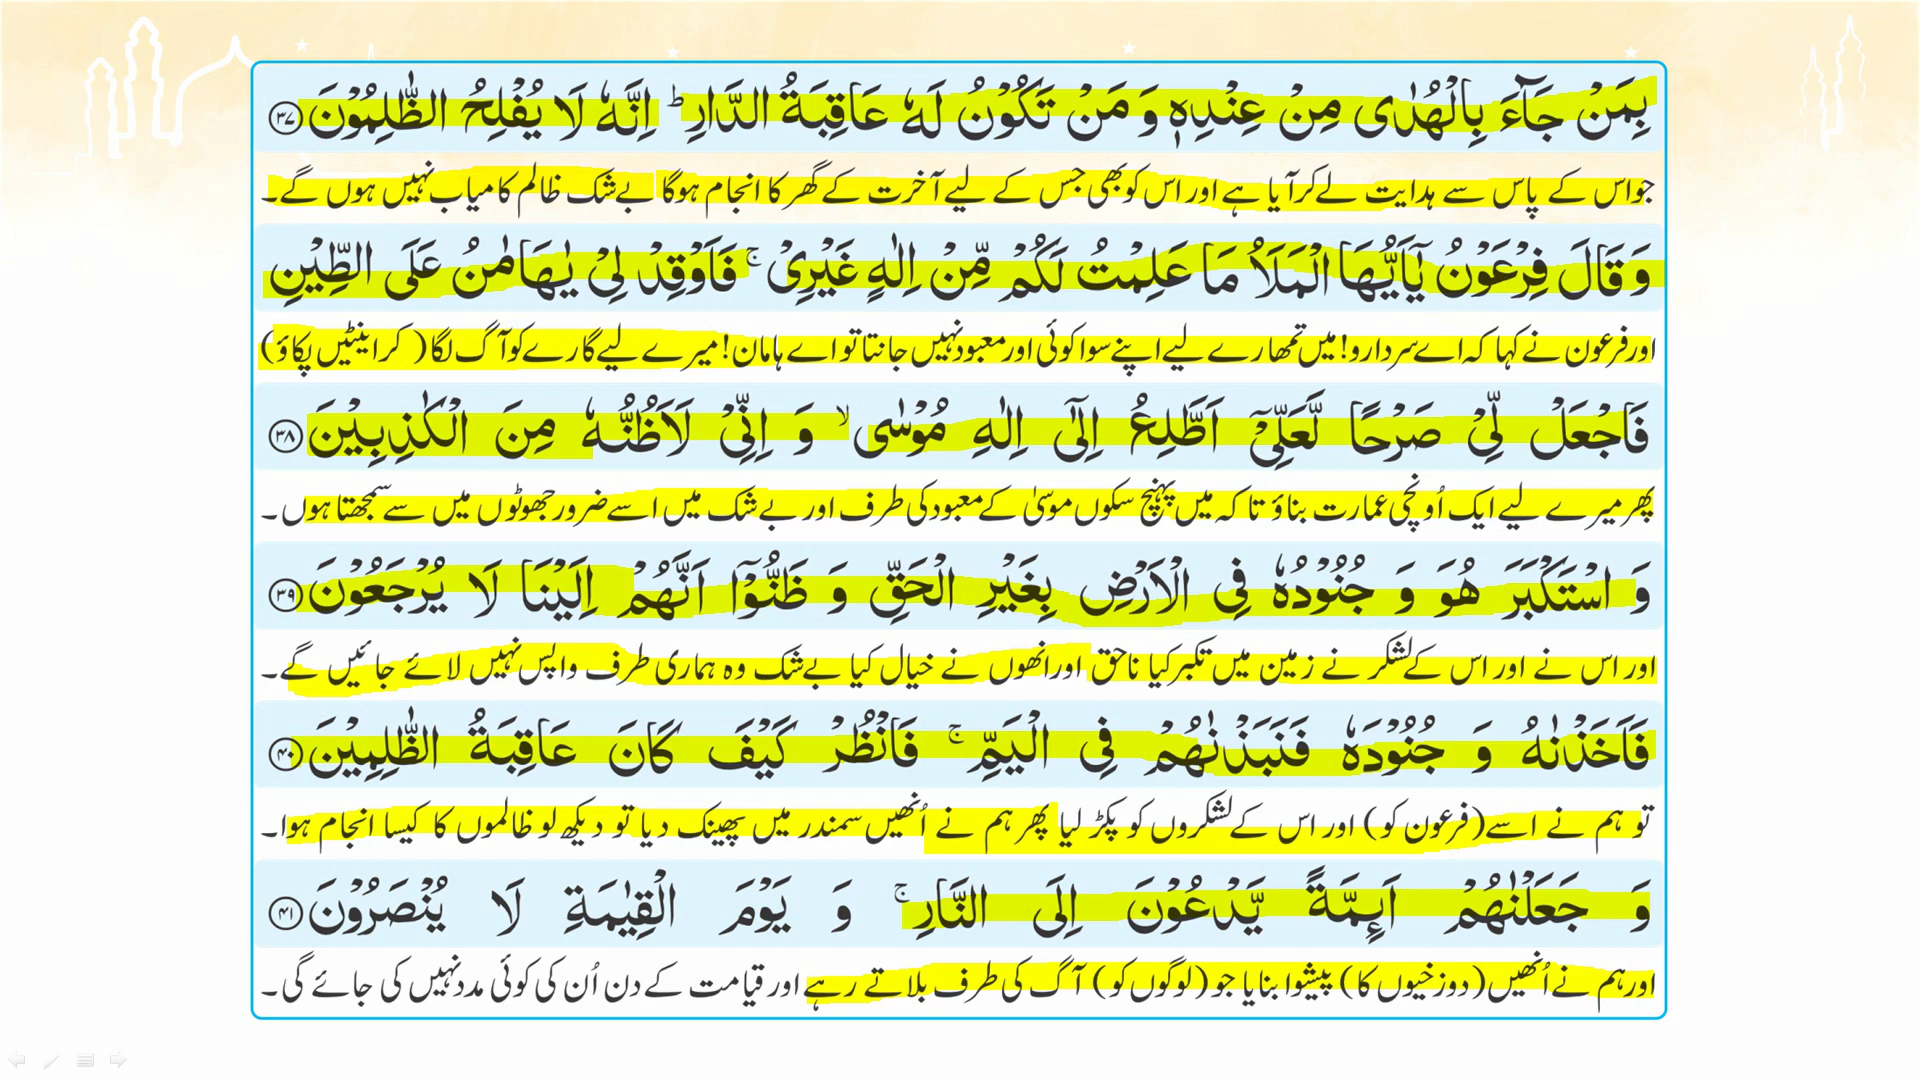 بِمَنْ جَآءَ بِالْهُدٰى مِنْ عِنْدِهٖ وَ مَنْ تَكُوْنُ لَهٗ عَاقِبَةُ الدَّارِ ؕ اِنَّهٗ لَا يُفْلِحُ الظّٰلِمُوْنَ ﴿۳۷﴾
جو اس کے پاس سے ہدایت لے کر آیا ہے اور اس کو بھی جس کے لیے آخرت کے گھر کا انجام ہوگا بے شک ظالم کامیاب نہیں ہوں گے۔
وَ قَالَ فِرْعَوْنُ يٰۤاَيُّهَا الْمَلَاُ مَا عَلِمْتُ لَكُمْ مِّنْ اِلٰهٍ غَيْرِيْ ۚ فَاَوْقِدْ لِيْ يٰهَامٰنُ عَلَى الطِّيْنِ
اور فرعون نے کہا کہ اے سردارو! میں تمھارے لیے اپنے سوا کوئی اور معبود نہیں جانتا تو اے ہامان! میرے لیے گارے کو آگ لگا (کر اینٹیں پکاؤ)
فَاجْعَلْ لِّيْ صَرْحًا لَّعَلِّيْۤ اَطَّلِعُ اِلٰۤى اِلٰهِ مُوْسٰى ۙ وَ اِنِّيْ لَاَظُنُّهٗ مِنَ الْكٰذِبِيْنَ ﴿۳۸﴾
پھر میرے لیے ایک اُونچی عمارت بناؤ تاکہ میں پہنچ سکوں موسیٰ کے معبود کی طرف اور بے شک میں اسے ضرور جھوٹوں میں سے سمجھتا ہوں۔
وَ اسْتَكْبَرَ هُوَ وَ جُنُوْدُهٗ فِي الْاَرْضِ بِغَيْرِ الْحَقِّ وَ ظَنُّوْۤا اَنَّهُمْ اِلَيْنَا لَا يُرْجَعُوْنَ ﴿۳۹﴾
اور اس نے اور اس کے لشکر نے زمین میں تکبر کیا ناحق اور انھوں نے خیال کیا بے شک وہ ہماری طرف واپس نہیں لائے جائیں گے۔
فَاَخَذْنٰهُ وَ جُنُوْدَهٗ فَنَبَذْنٰهُمْ فِي الْيَمِّ ۚ فَانْظُرْ كَيْفَ كَانَ عَاقِبَةُ الظّٰلِمِيْنَ ﴿۴۰﴾
تو ہم نے اسے (فرعون کو) اور اس کے لشکروں کو پکڑ لیا پھر ہم نے اُنھیں سمندر میں پھینک دیا تو دیکھ لو ظالموں کا کیسا انجام ہوا۔
وَ جَعَلْنٰهُمْ اَىِٕمَّةً يَّدْعُوْنَ اِلَى النَّارِ ۚ وَ يَوْمَ الْقِيٰمَةِ لَا يُنْصَرُوْنَ ﴿۴۱﴾
اور ہم نے اُنھیں (دوزخیوں کا) پیشوا بنایا جو (لوگوں کو) آگ کی طرف بلاتے رہے اور قیامت کے دن اُن کی کوئی مدد نہیں کی جائے گی۔